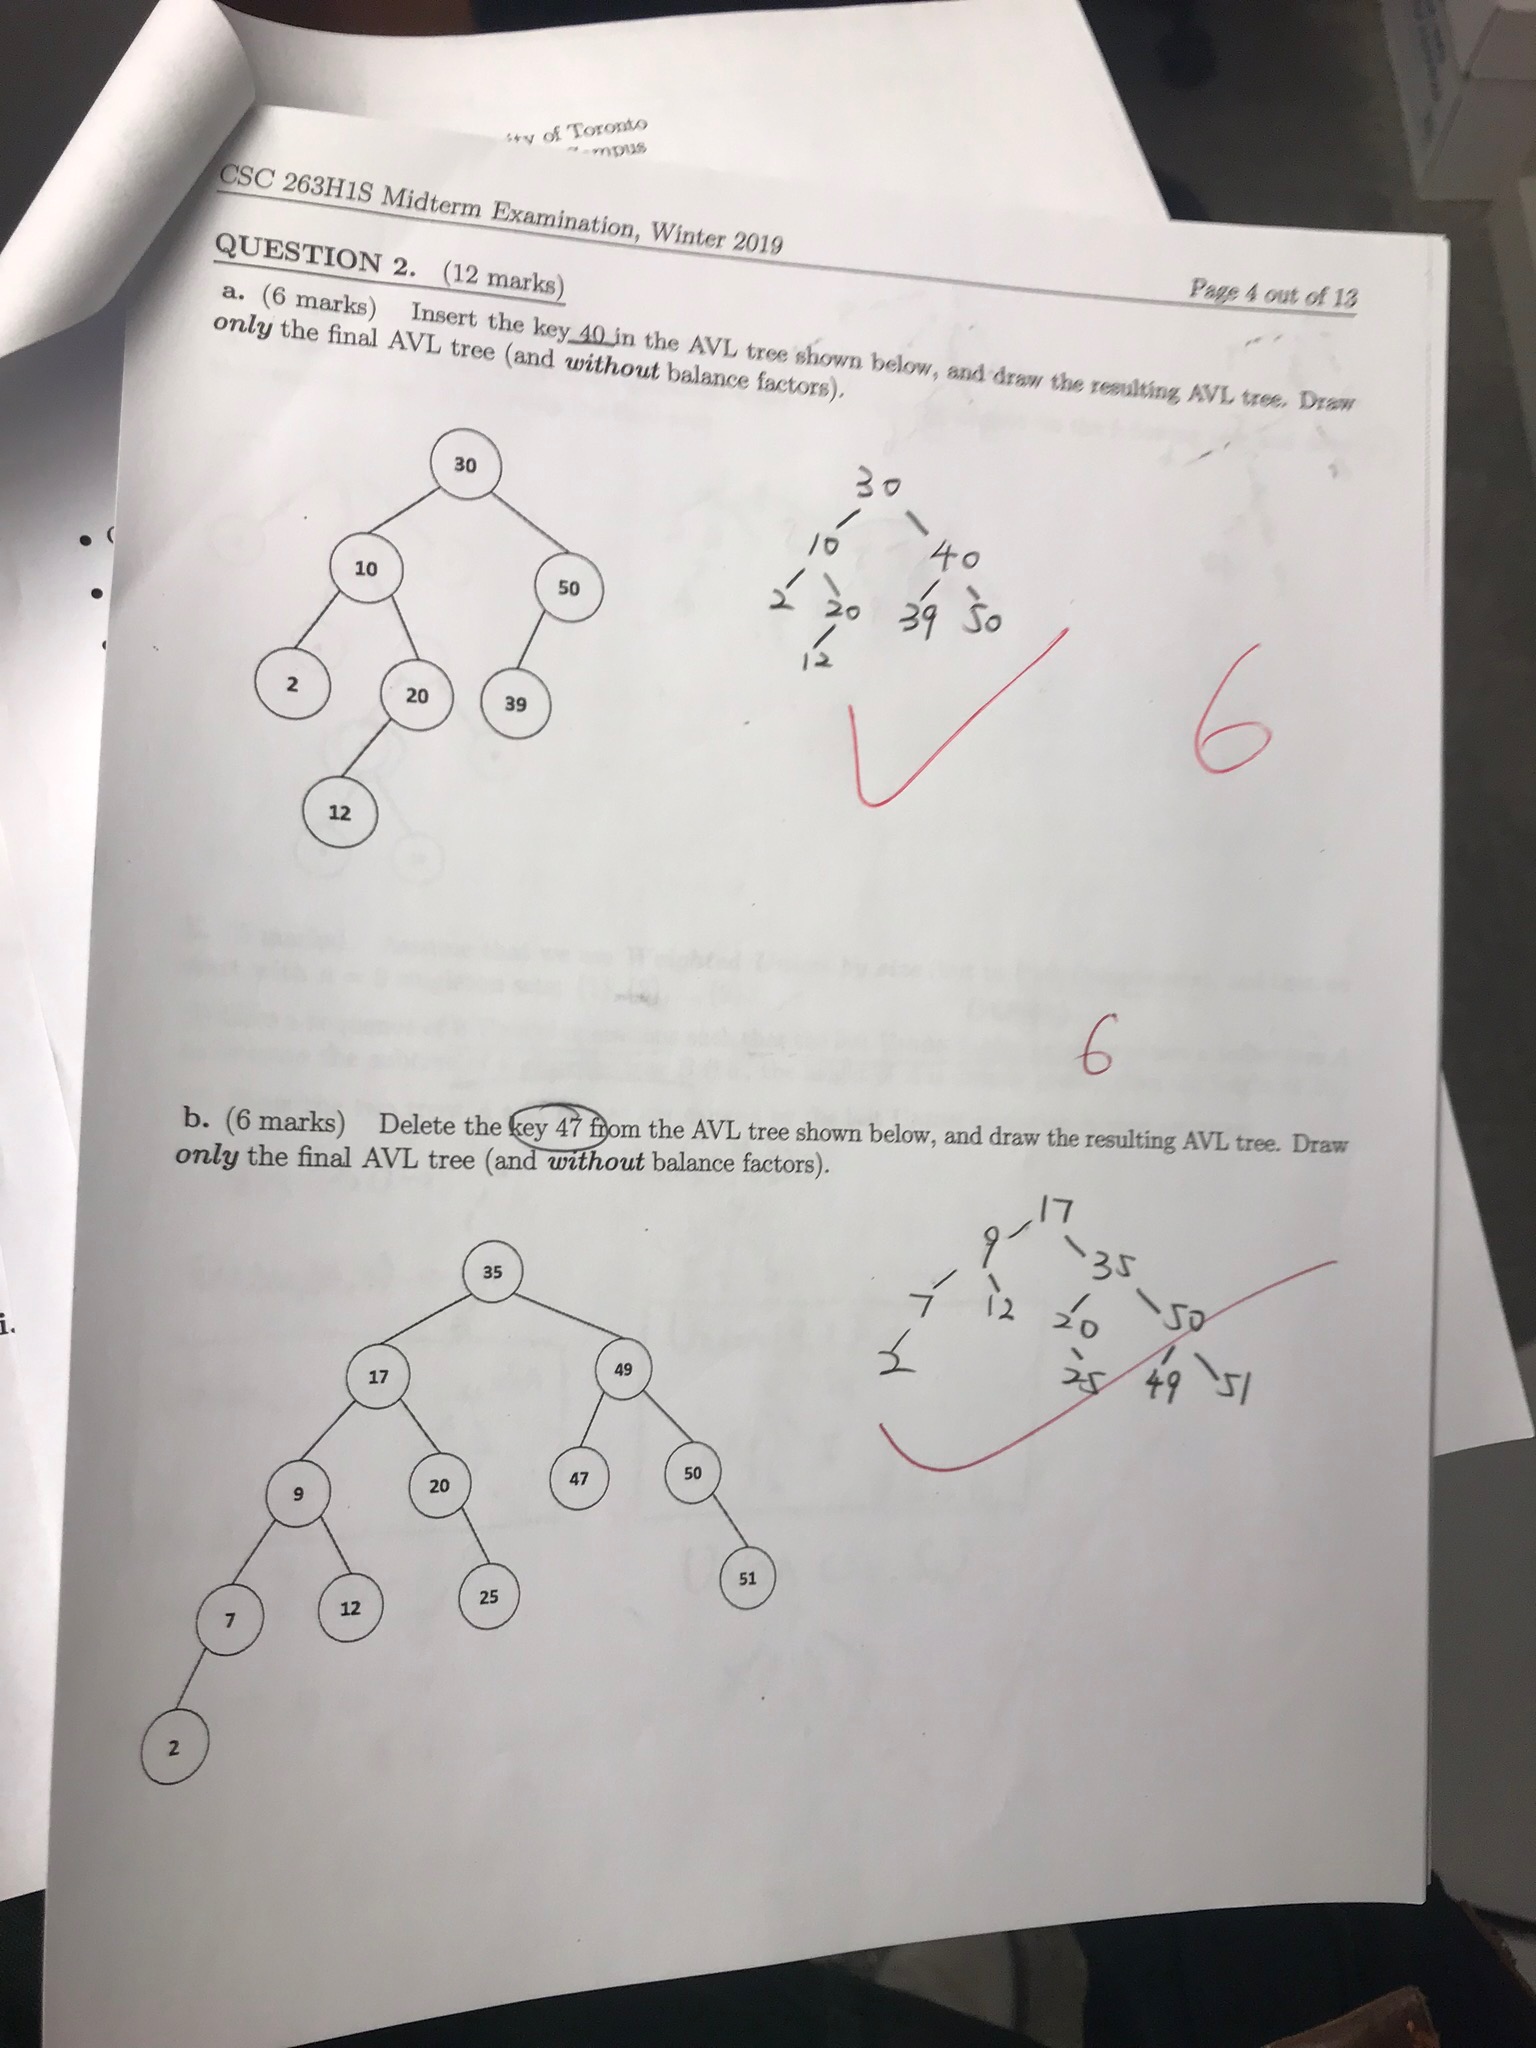 of Toronto
CSC 263H1S Midterm Examination, Winter 2019
Page 4 out of 13
QUESTION 2. (12 marks)
a. (6 marks) Insert the key 40 in the AVL tree shown below, and draw the resulting AVL tree. Draw
only the final AVL tree (and without balance factors).
30
10
50
2
20
39
12
30
10 40
2 20 39 50
12
6
6
b. (6 marks) Delete the key 47 from the AVL tree shown below, and draw the resulting AVL tree. Draw
only the final AVL tree (and without balance factors).
35
17
49
9
20
47
50
7
12
25
51
2
17
9 35
7 12 20 50
2 25 49 51
i.